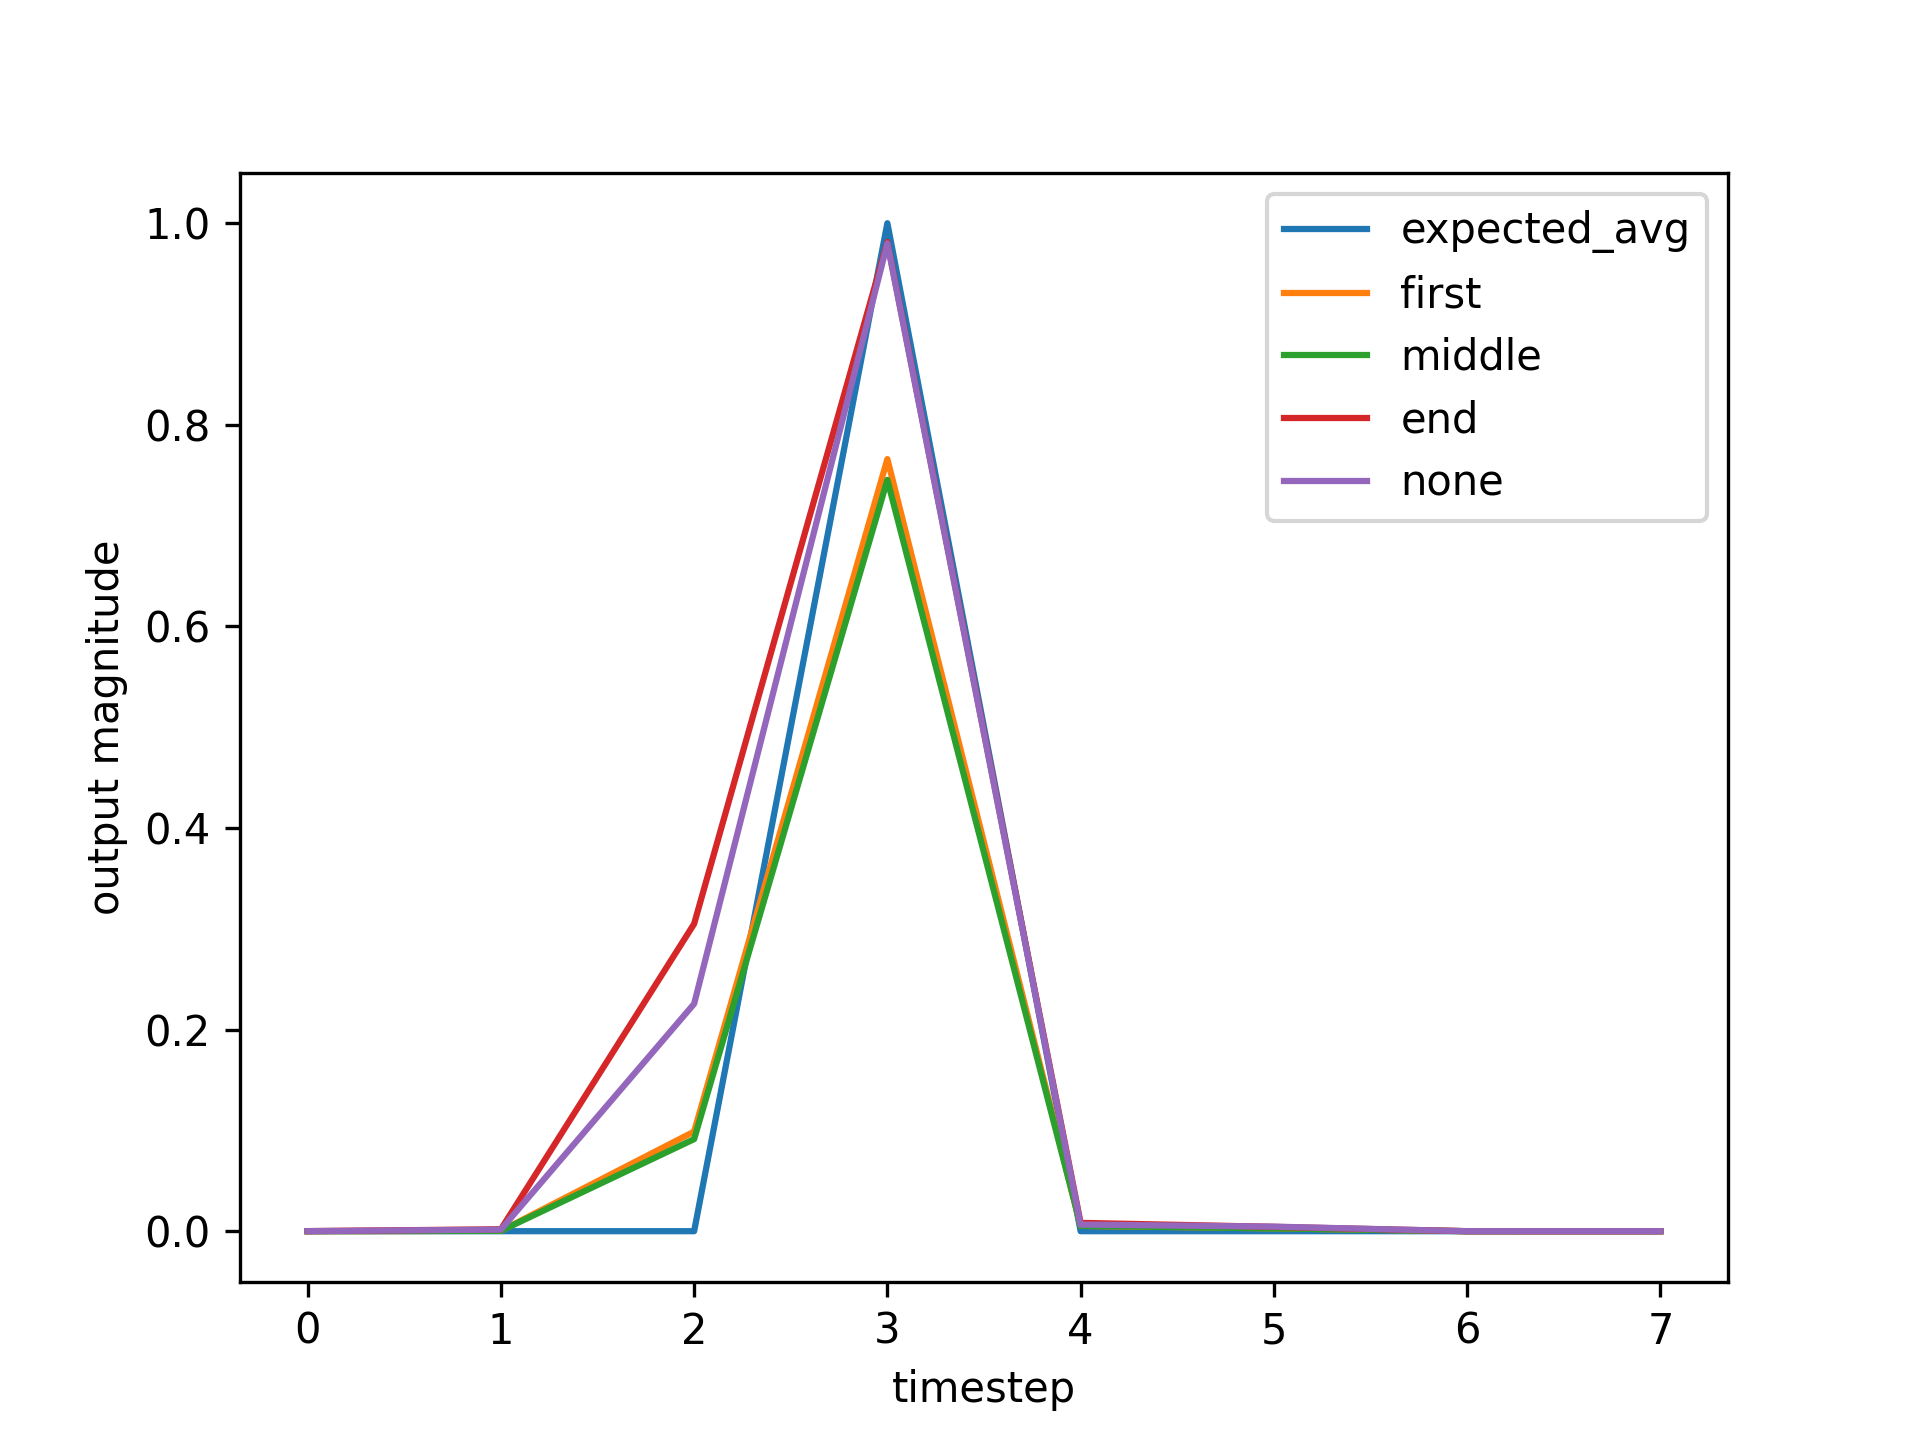 expected_avg
first
middle
end
none
1.0
0.8
0.6
0.4
0.2
0.0
output magnitude
0 1 2 3 4 5 6 7
timestep